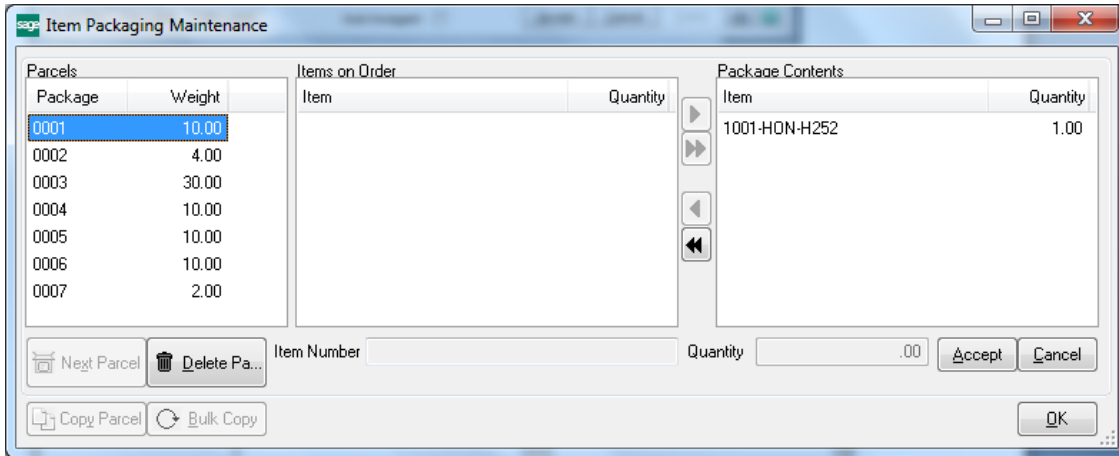 sage Item Packaging Maintenance
Parcels Items on Order Package Contents
Package Weight Item Quantity Item Quantity
0001 10.00 1001-HON-H252 1.00
0002 4.00
0003 30.00
0004 10.00
0005 10.00
0006 10.00
0007 2.00
Next Parcel Delete Pa... Item Number Quantity .00 Accept Cancel
Copy Parcel Bulk Copy OK